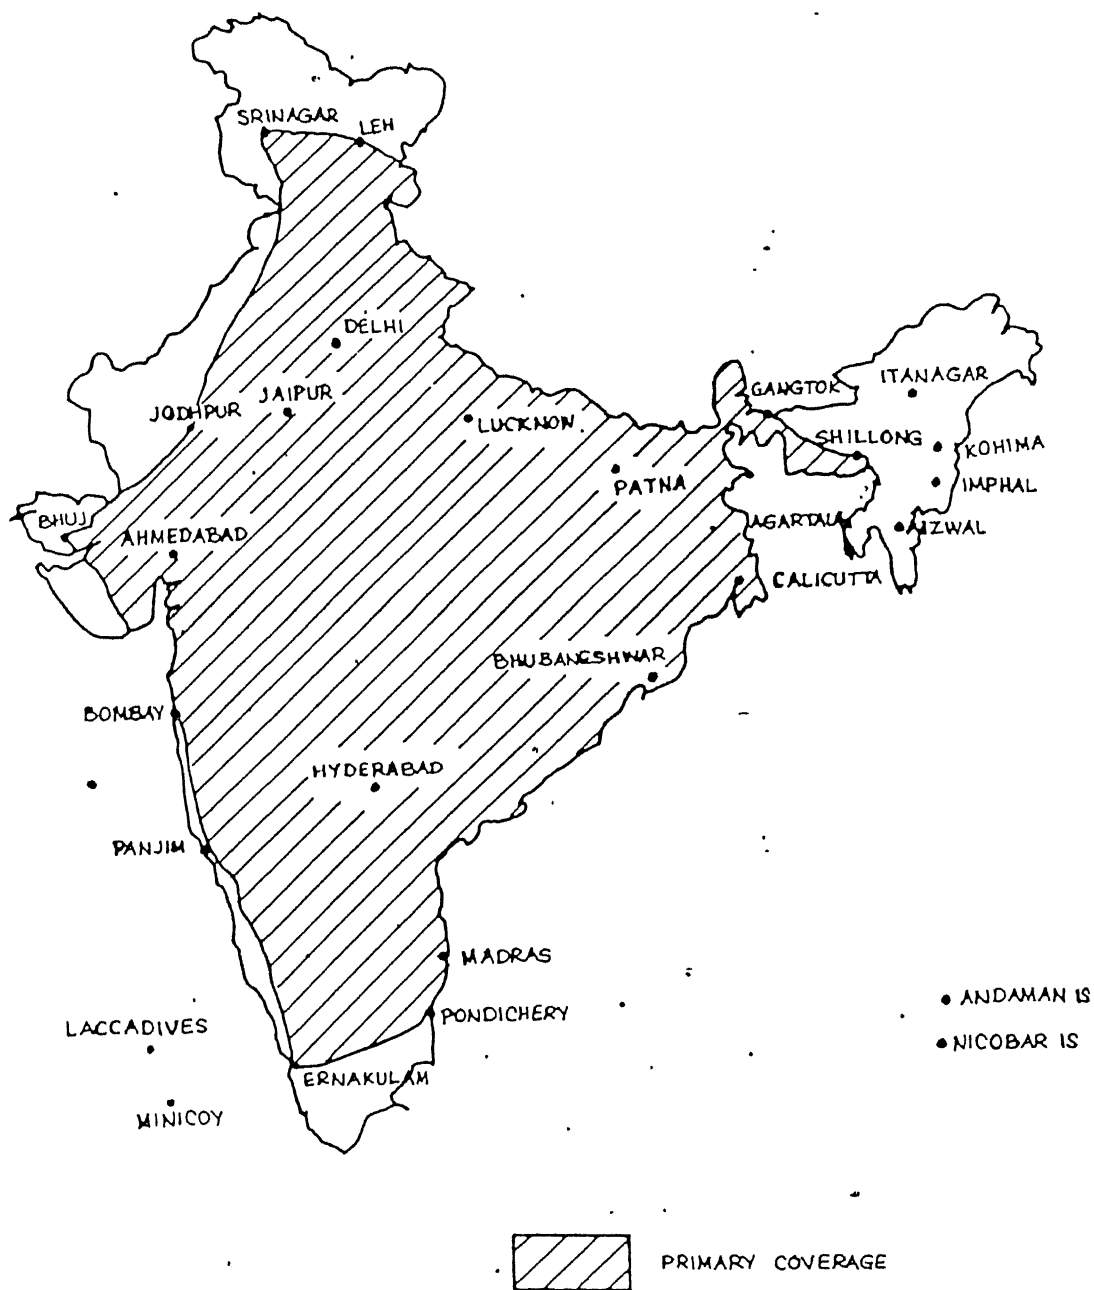 SRINAGAR
LEH
DELHI
JAIPUR
JODHPUR
LUCKNOW
GANGTOK
ITANAGAR
SHILLONG
KOHIMA
PATNA
IMPHAL
BHUJ
AHMEDABAD
AGARTALA
AIZWAL
CALICUTTA
BHUBANESHWAR
BOMBAY
HYDERABAD
PANJIM
MADRAS
ANDAMAN IS
PONDICHERY
LACCADIVES
NICOBAR IS
ERNAKULAM
MINICOY
PRIMARY COVERAGE